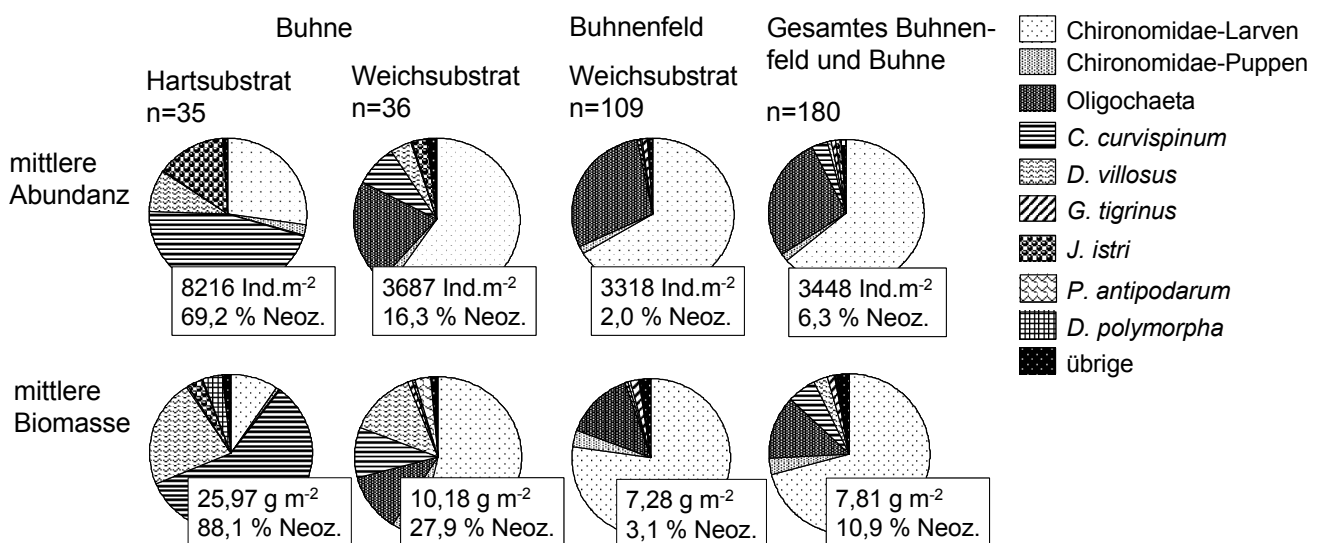 Buhne
Buhnenfeld
Gesamtes Buhnen-
feld und Buhne
Hartsubstrat
n=35
Weichsubstrat
n=36
Weichsubstrat
n=109
n=180
mittlere
Abundanz
8216 Ind.m-2
69,2 % Neoz.
3687 Ind.m-2
16,3 % Neoz.
3318 Ind.m-2
2,0 % Neoz.
3448 Ind.m-2
6,3 % Neoz.
mittlere
Biomasse
25,97 g m-2
88,1 % Neoz.
10,18 g m-2
27,9 % Neoz.
7,28 g m-2
3,1 % Neoz.
7,81 g m-2
10,9 % Neoz.
Chironomidae-Larven
Chironomidae-Puppen
Oligochaeta
C. curvispinum
D. villosus
G. tigrinus
J. istri
P. antipodarum
D. polymorpha
übrige